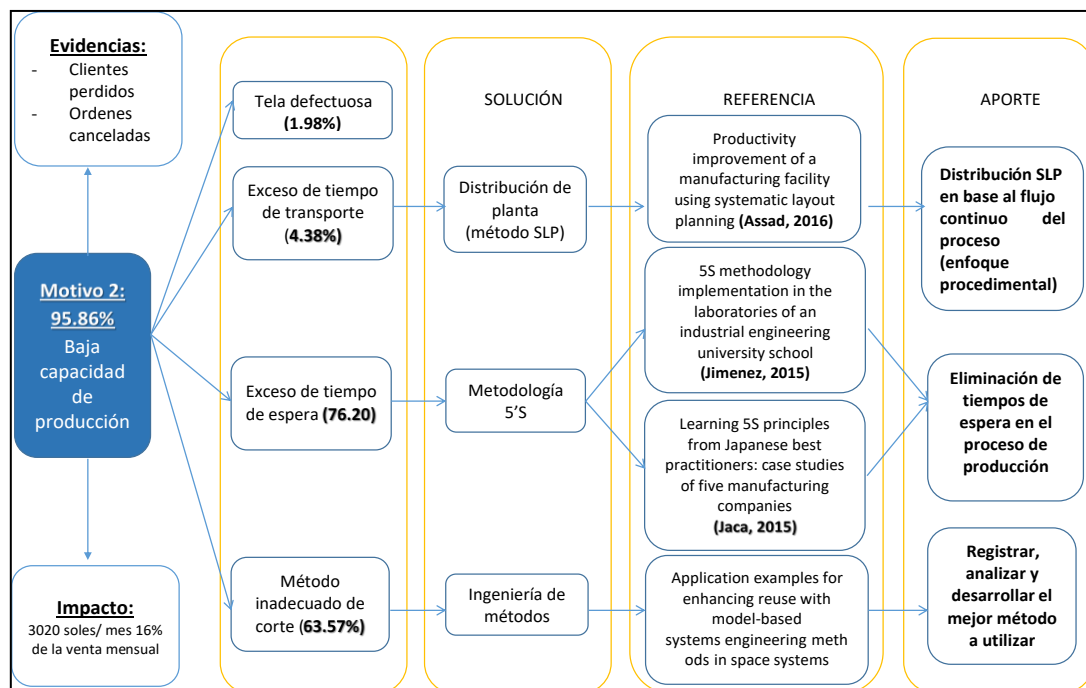 Evidencias:
- Clientes
perdidos
- Ordenes
canceladas
Motivo 2:
95.86%
Baja
capacidad
de
producción
Impacto:
3020 soles/ mes 16%
de la venta mensual
Tela defectuosa
(1.98%)
Exceso de tiempo
de transporte
(4.38%)
Exceso de tiempo
de espera (76.20)
Método
inadecuado de
corte (63.57%)
SOLUCIÓN
Distribución de
planta
(método SLP)
Metodología
5’S
Ingeniería de
métodos
REFERENCIA
Productivity
improvement of a
manufacturing facility
using systematic layout
planning (Assad, 2016)
5S methodology
implementation in the
laboratories of an
industrial engineering
university school
(Jimenez, 2015)
Learning 5S principles
from Japanese best
practitioners: case studies
of five manufacturing
companies
(Jaca, 2015)
Application examples for
enhancing reuse with
model-based
systems engineering meth
ods in space systems
APORTE
Distribución SLP
en base al flujo
continuo del
proceso
(enfoque
procedimental)
Eliminación de
tiempos de
espera en el
proceso de
producción
Registrar,
analizar y
desarrollar el
mejor método
a utilizar